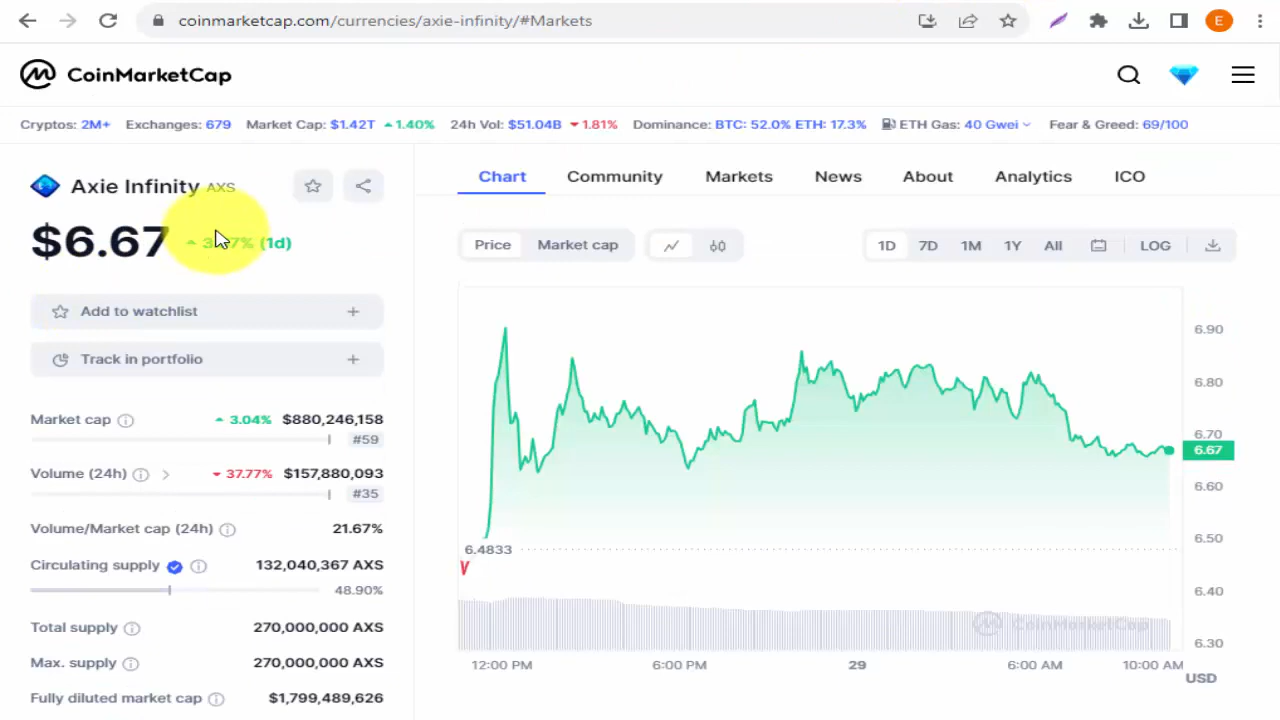 coinmarketcap.com/currencies/axie-infinity/#Markets
E
CoinMarketCap
Cryptos: 2M+ Exchanges: 679 Market Cap: $1.42T 1.40% 24h Vol: $51.04B 1.81% Dominance: BTC: 52.0% ETH: 17.3% ETH Gas: 40 Gwei Fear & Greed: 69/100
Axie Infinity AXS
$6.67 (1d)
Add to watchlist +
Track in portfolio +
Market cap 3.04% $880,246,158
#59
Volume (24h) 37.77% $157,880,093
#35
Volume/Market cap (24h) 21.67%
Circulating supply 132,040,367 AXS
48.90%
Total supply 270,000,000 AXS
Max. supply 270,000,000 AXS
Fully diluted market cap $1,799,489,626
Chart Community Markets News About Analytics ICO
Price Market cap 1D 7D 1M 1Y All LOG
6.90
6.80
6.70
6.67
6.60
6.50
6.4833
6.40
CoinMarketCap
6.30
12:00 PM 6:00 PM 29 6:00 AM 10:00 AM
USD